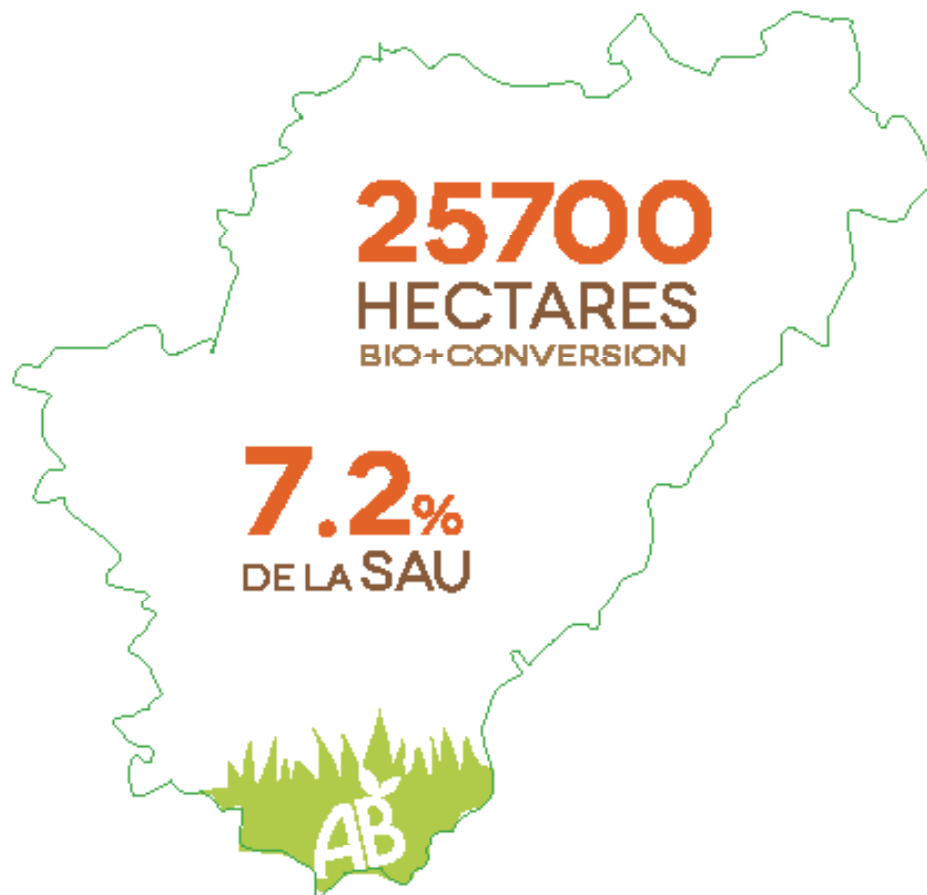 25700
HECTARES
BIO+CONVERSION
7.2%
DE LA SAU
AB